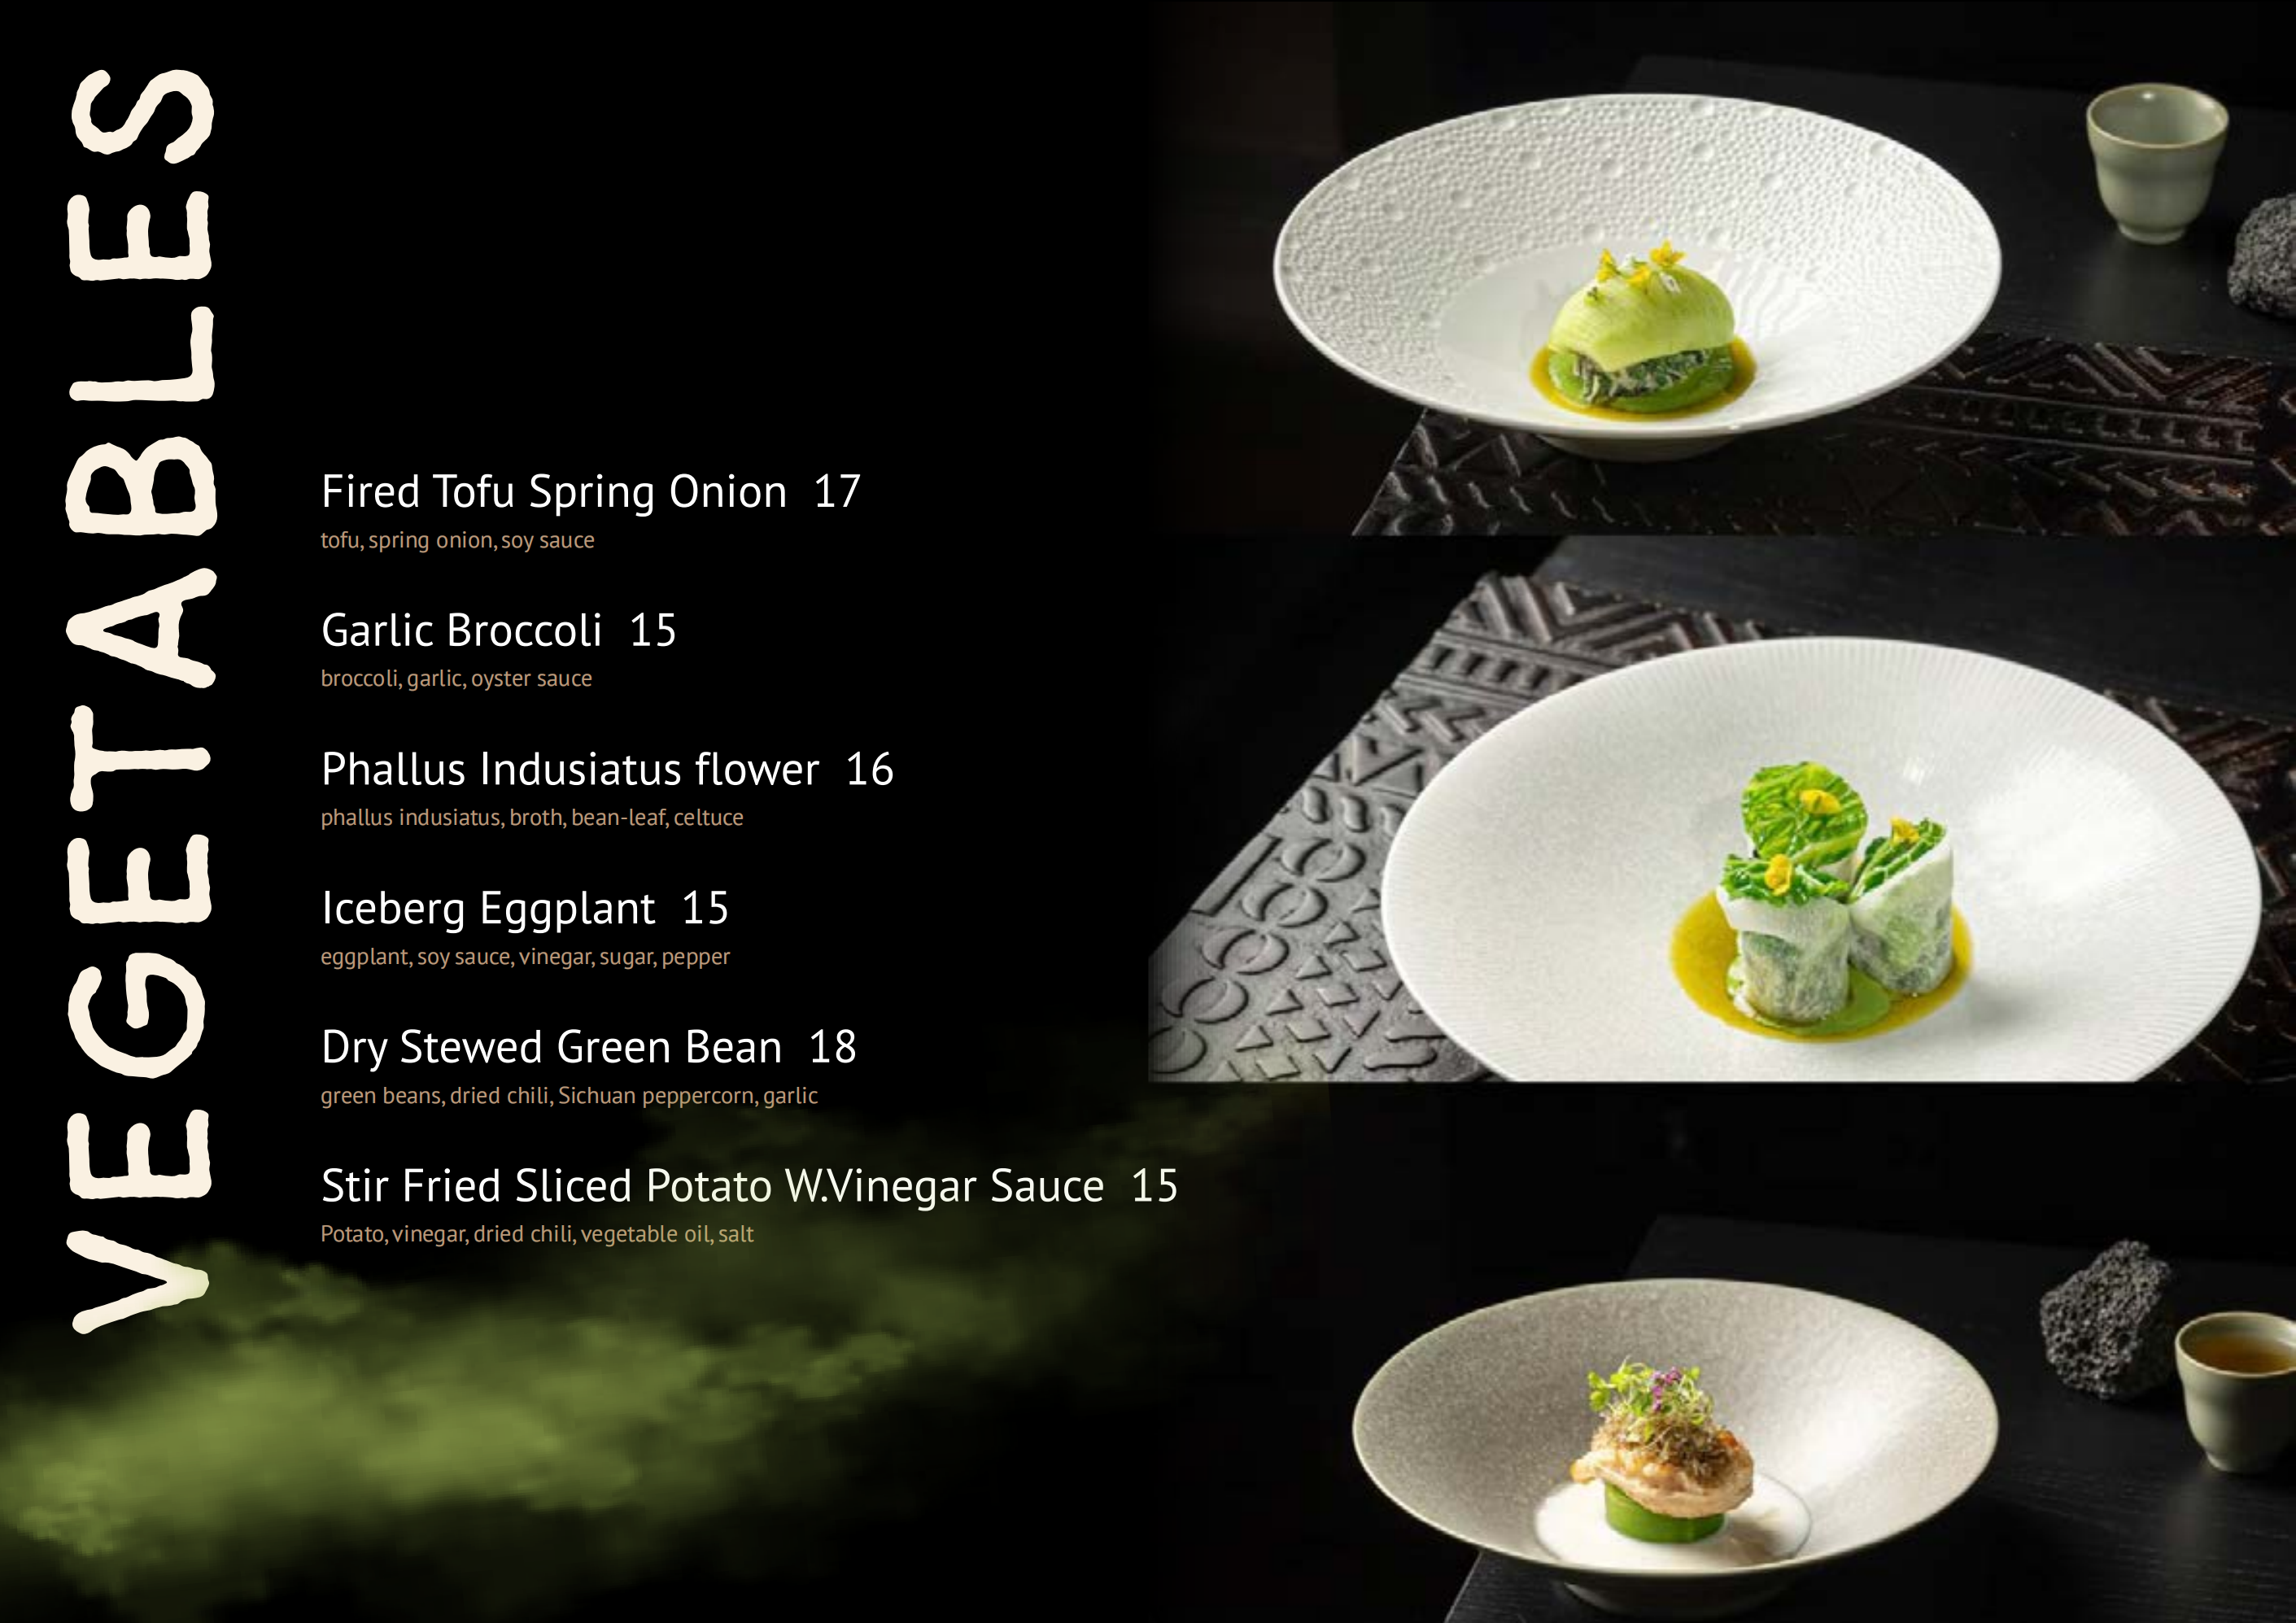 VEGETABLES
Fired Tofu Spring Onion 17
tofu, spring onion, soy sauce
Garlic Broccoli 15
broccoli, garlic, oyster sauce
Phallus Indusiatus flower 16
phallus indusiatus, broth, bean-leaf, celtuce
Iceberg Eggplant 15
eggplant, soy sauce, vinegar, sugar, pepper
Dry Stewed Green Bean 18
green beans, dried chili, Sichuan peppercorn, garlic
Stir Fried Sliced Potato W.Vinegar Sauce 15
Potato, vinegar, dried chili, vegetable oil, salt